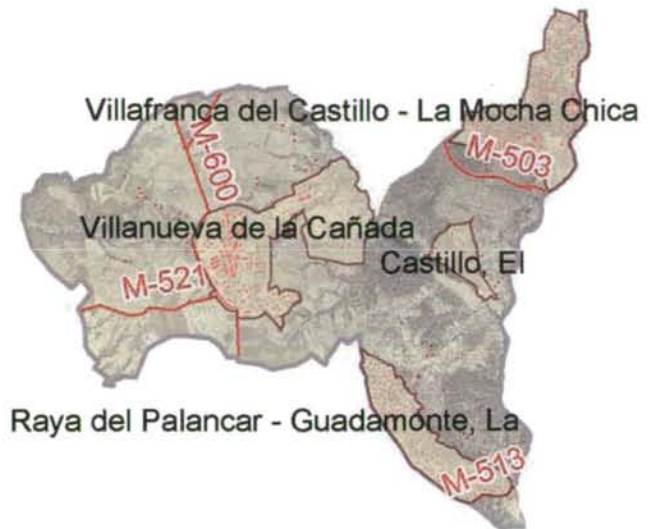 Villafranca del Castillo - La Mocha Chica
M-600
M-503
Villanueva de la Cañada
Castillo, El
M-521
Raya del Palancar - Guadamonte, La
M-513